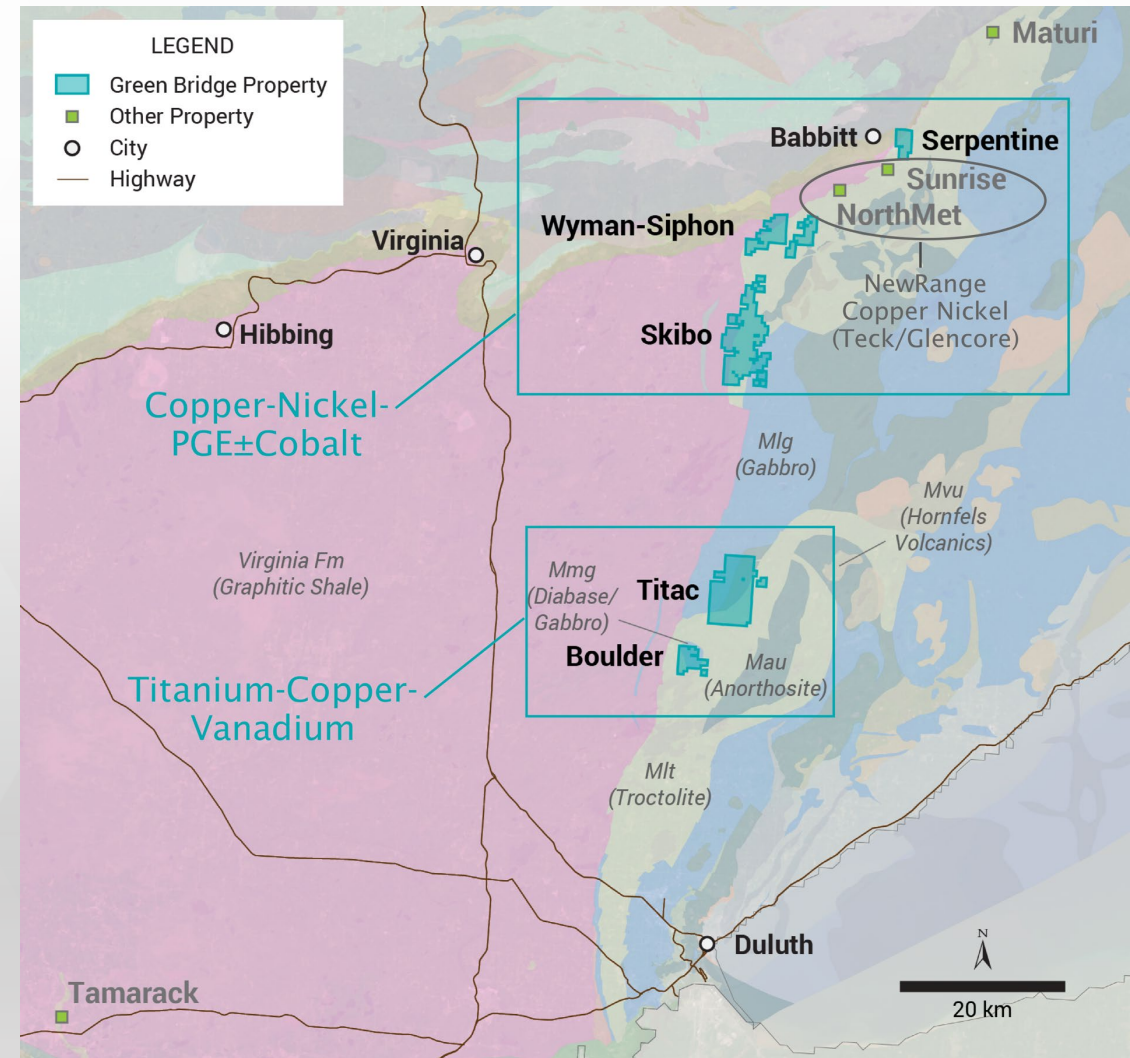 LEGEND
Green Bridge Property
Other Property
City
Highway
Maturi
Babbitt
Serpentine
Sunrise
NorthMet
Wyman-Siphon
Virginia
NewRange
Copper Nickel
(Teck/Glencore)
Hibbing
Skibo
Copper-Nickel-
PGE±Cobalt
Mlg
(Gabbro)
Mvu
(Hornfels
Volcanics)
Virginia Fm
(Graphitic Shale)
Mmg
(Diabase/
Gabbro)
Titac
Boulder
Mau
(Anorthosite)
Titanium-Copper-
Vanadium
Mlt
(Troctolite)
Duluth
N
20 km
Tamarack